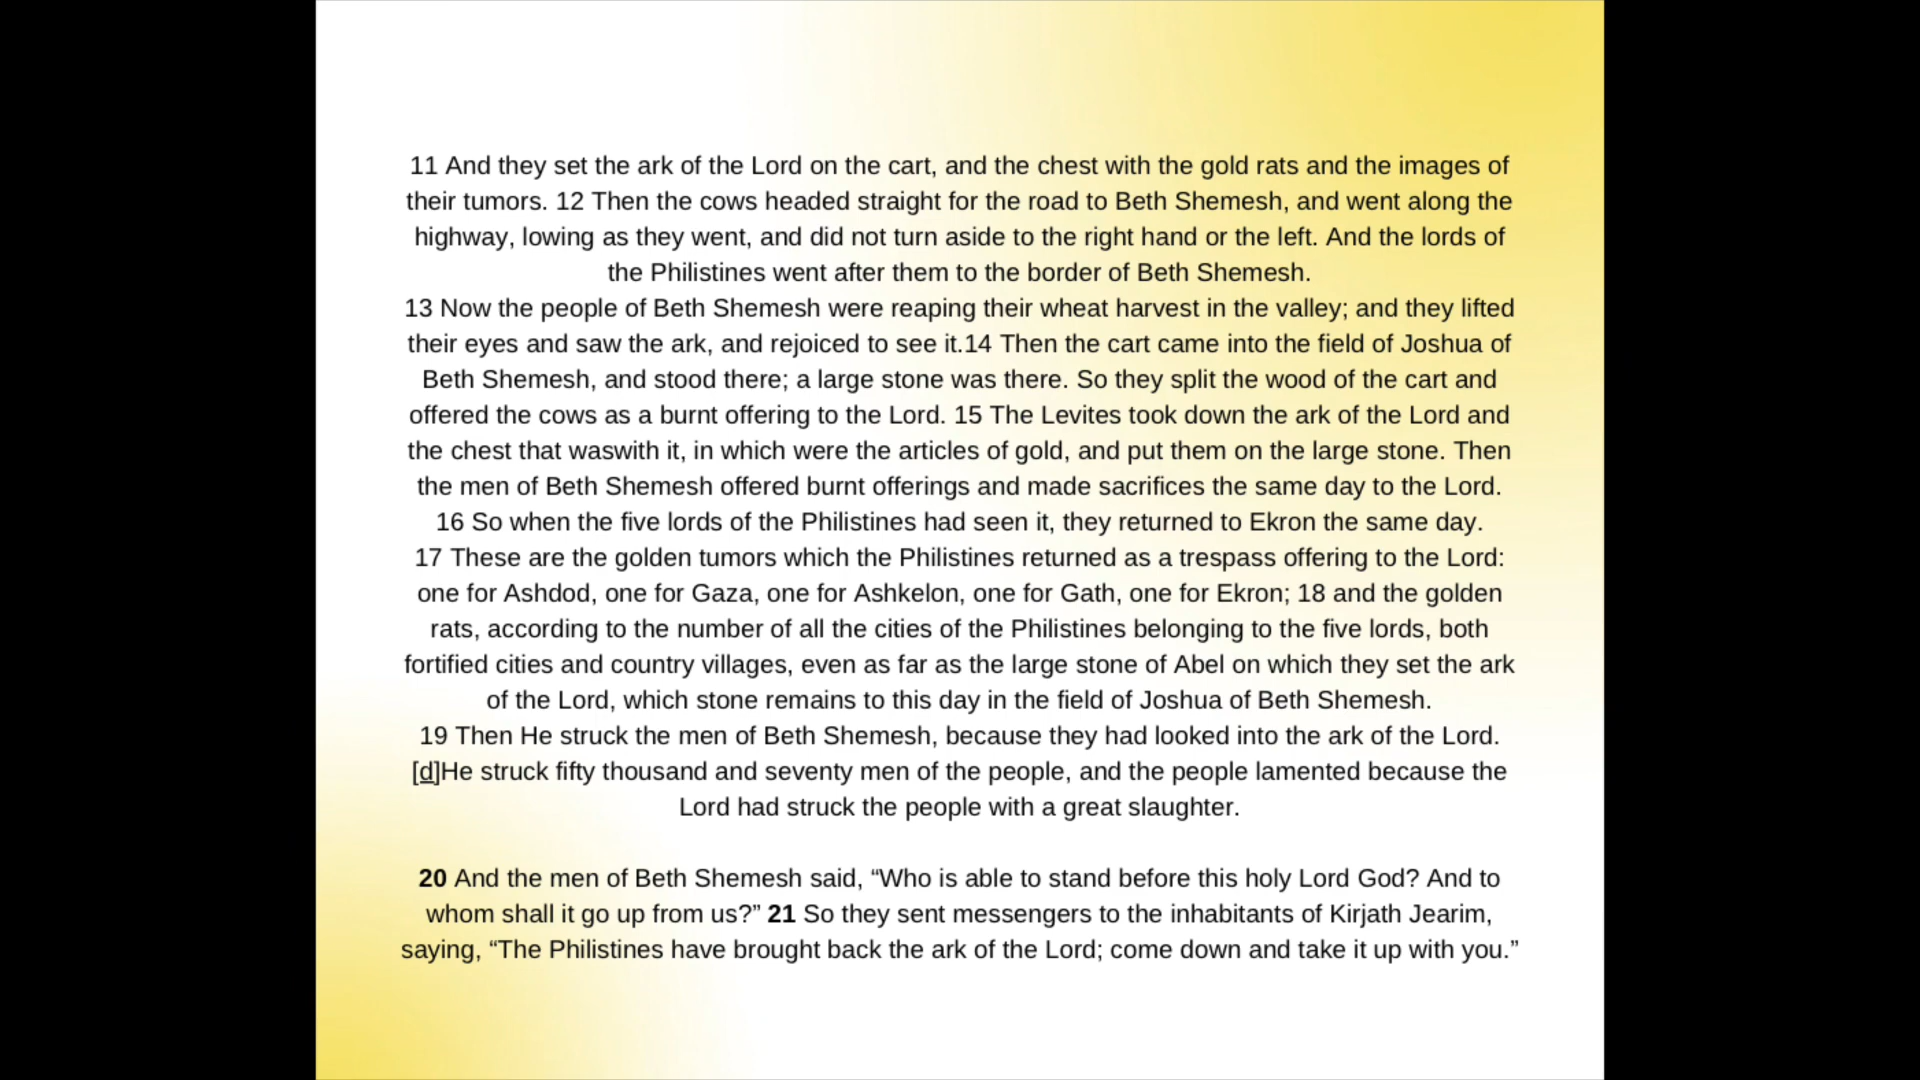 11 And they set the ark of the Lord on the cart, and the chest with the gold rats and the images of
their tumors. 12 Then the cows headed straight for the road to Beth Shemesh, and went along the
highway, lowing as they went, and did not turn aside to the right hand or the left. And the lords of
the Philistines went after them to the border of Beth Shemesh.
13 Now the people of Beth Shemesh were reaping their wheat harvest in the valley; and they lifted
their eyes and saw the ark, and rejoiced to see it.14 Then the cart came into the field of Joshua of
Beth Shemesh, and stood there; a large stone was there. So they split the wood of the cart and
offered the cows as a burnt offering to the Lord. 15 The Levites took down the ark of the Lord and
the chest that waswith it, in which were the articles of gold, and put them on the large stone. Then
the men of Beth Shemesh offered burnt offerings and made sacrifices the same day to the Lord.
16 So when the five lords of the Philistines had seen it, they returned to Ekron the same day.
17 These are the golden tumors which the Philistines returned as a trespass offering to the Lord:
one for Ashdod, one for Gaza, one for Ashkelon, one for Gath, one for Ekron; 18 and the golden
rats, according to the number of all the cities of the Philistines belonging to the five lords, both
fortified cities and country villages, even as far as the large stone of Abel on which they set the ark
of the Lord, which stone remains to this day in the field of Joshua of Beth Shemesh.
19 Then He struck the men of Beth Shemesh, because they had looked into the ark of the Lord.
[d]He struck fifty thousand and seventy men of the people, and the people lamented because the
Lord had struck the people with a great slaughter.
20 And the men of Beth Shemesh said, “Who is able to stand before this holy Lord God? And to
whom shall it go up from us?” 21 So they sent messengers to the inhabitants of Kirjath Jearim,
saying, “The Philistines have brought back the ark of the Lord; come down and take it up with you.”